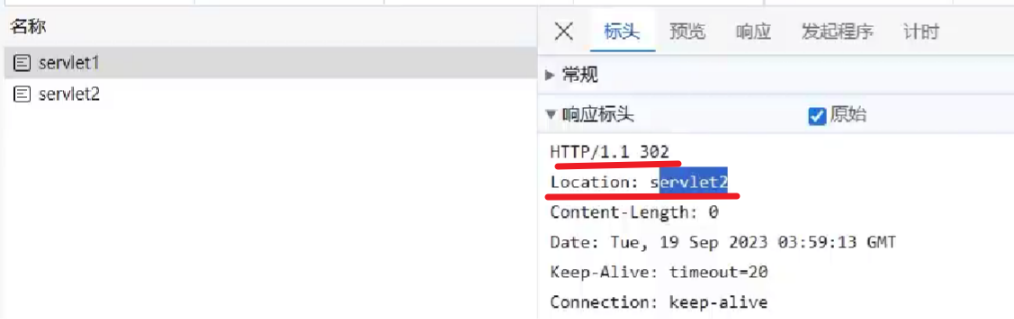 名称
servlet1
servlet2
标头 预览 响应 发起程序 计时
常规
响应标头 原始
HTTP/1.1 302
Location: servlet2
Content-Length: 0
Date: Tue, 19 Sep 2023 03:59:13 GMT
Keep-Alive: timeout=20
Connection: keep-alive